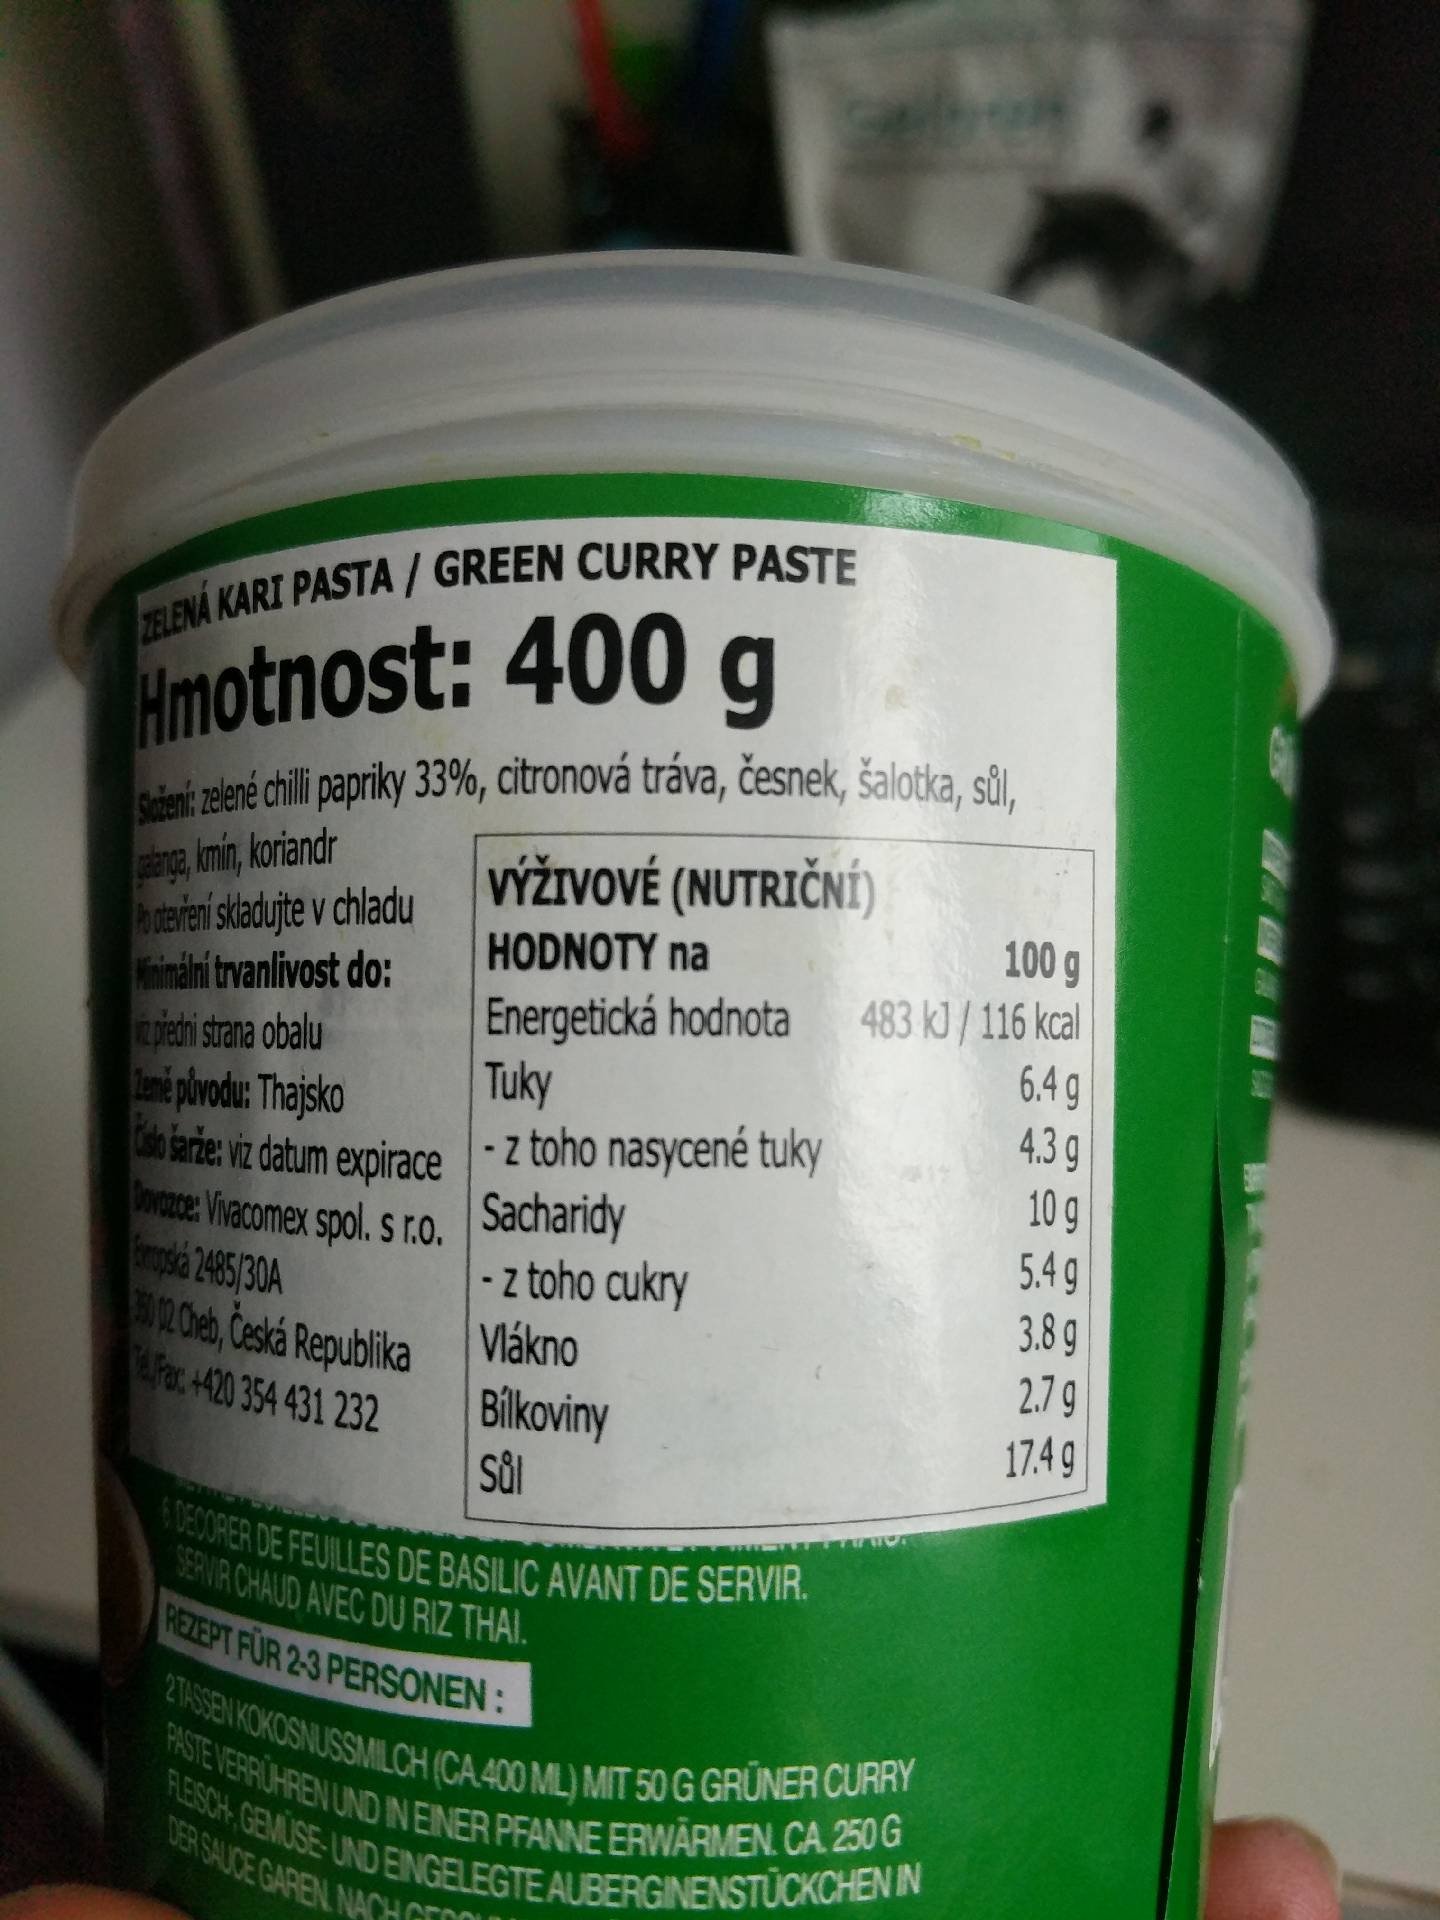 ZELENÁ KARI PASTA / GREEN CURRY PASTE
Hmotnost: 400 g
Složení: zelené chilli papriky 33%, citronová tráva, česnek, šalotka, sůl,
galanga, kmín, koriandr
Po otevření skladujte v chladu
Minimální trvanlivost do:
viz přední strana obalu
Země původu: Thajsko
Číslo šarže: viz datum expirace
Dovozce: Vivacomex spol. s r.o.
Evropská 2485/30A
350 02 Cheb, Česká Republika
Tel./Fax: +420 354 431 232
VÝŽIVOVÉ (NUTRIČNÍ)
HODNOTY na 100 g
Energetická hodnota 483 kJ / 116 kcal
Tuky 6.4 g
- z toho nasycené tuky 4.3 g
Sacharidy 10 g
- z toho cukry 5.4 g
Vlákno 3.8 g
Bílkoviny 2.7 g
Sůl 17.4 g
6. DECORER DE FEUILLES DE BASILIC AVANT DE SERVIR.
SERVIR CHAUD AVEC DU RIZ THAI.
REZEPT FÜR 2-3 PERSONEN :
2 TASSEN KOKOSNUSSMILCH (CA.400 ML) MIT 50 G GRÜNER CURRY
PASTE VERRÜHREN UND IN EINER PFANNE ERWÄRMEN. CA. 250 G
FLEISCH-, GEMÜSE- UND EINGELEGTE AUBERGINENSTÜCKCHEN IN
DER SAUCE GAREN. NACH